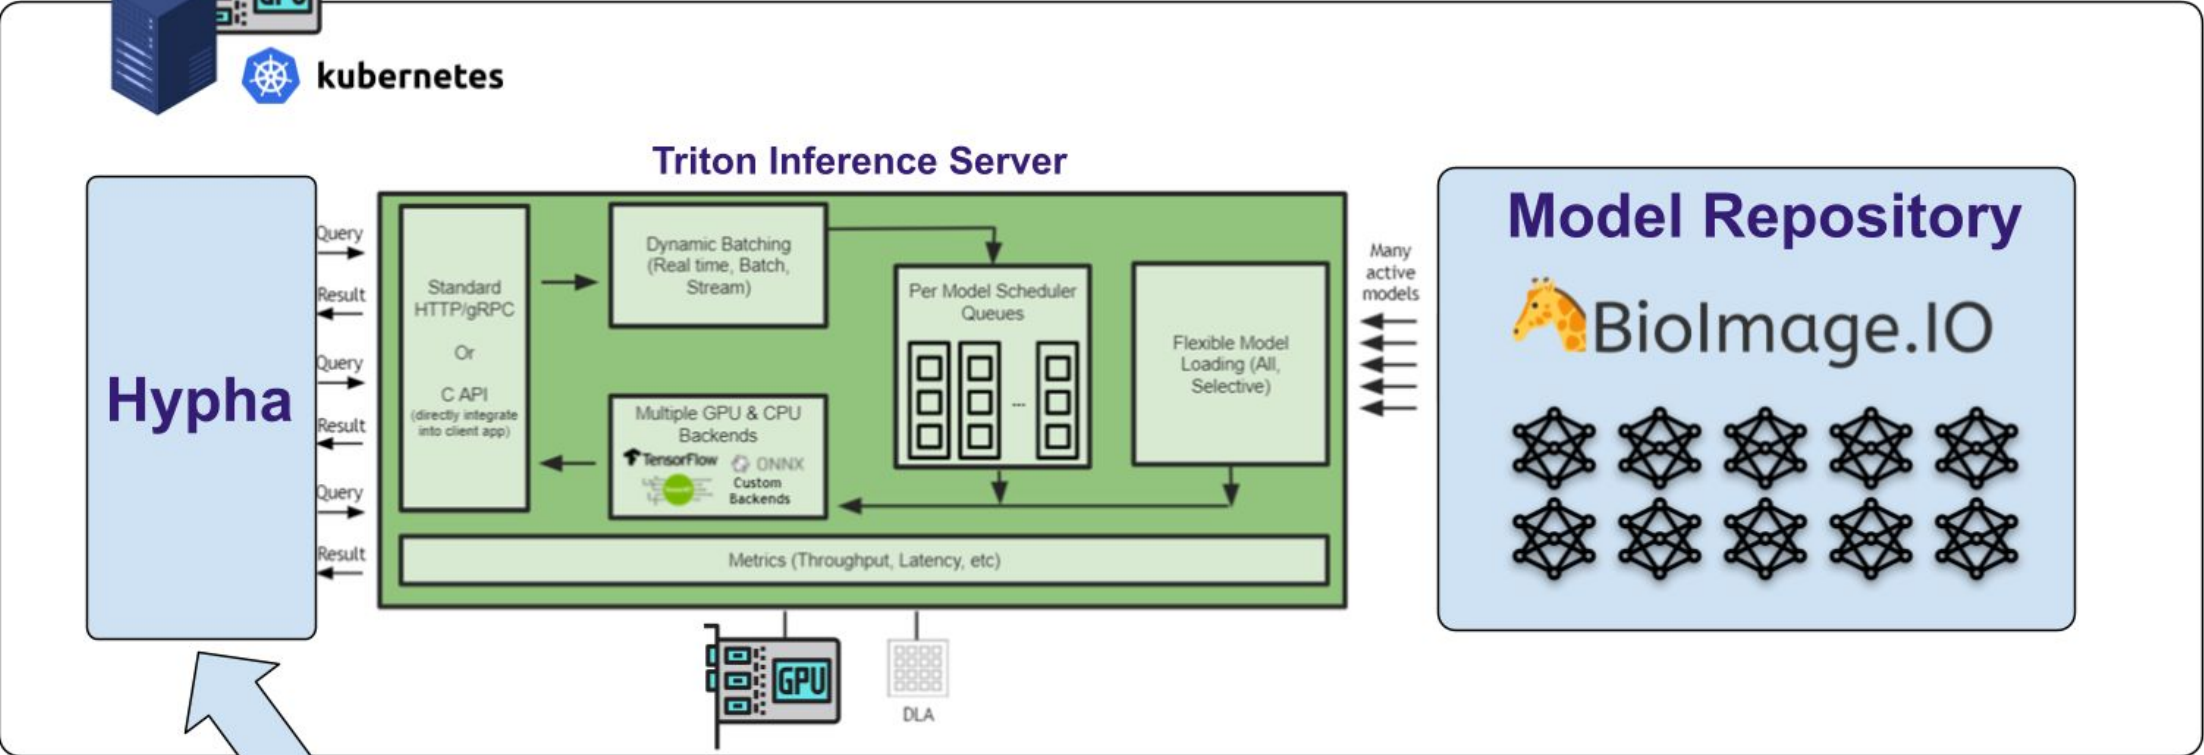 GPU
kubernetes
Triton Inference Server
Hypha
Query
Result
Query
Result
Query
Result
Standard
HTTP/gRPC
Or
C API
(directly integrate
into client app)
Dynamic Batching
(Real time, Batch,
Stream)
Per Model Scheduler
Queues
...
Flexible Model
Loading (All,
Selective)
Multiple GPU & CPU
Backends
TensorFlow
ONNX
Custom
Backends
Metrics (Throughput, Latency, etc)
Many
active
models
Model Repository
BioImage.IO
GPU
DLA